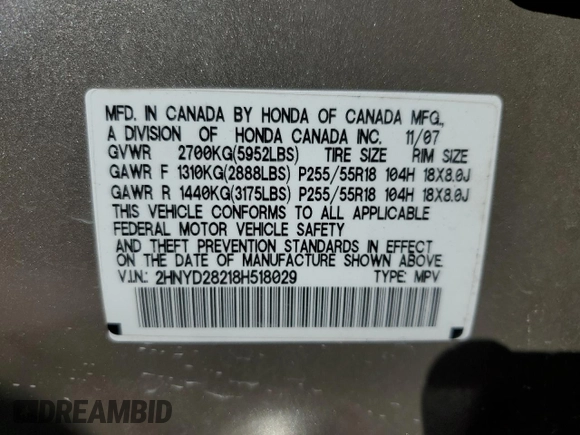 MFD. IN CANADA BY HONDA OF CANADA MFG.,
A DIVISION OF HONDA CANADA INC. 11/07
GVWR 2700KG(5952LBS) TIRE SIZE RIM SIZE
GAWR F 1310KG(2888LBS) P255/55R18 104H 18X8.0J
GAWR R 1440KG(3175LBS) P255/55R18 104H 18X8.0J
THIS VEHICLE CONFORMS TO ALL APPLICABLE
FEDERAL MOTOR VEHICLE SAFETY
AND THEFT PREVENTION STANDARDS IN EFFECT
ON THE DATE OF MANUFACTURE SHOWN ABOVE.
V.I.N.: 2HNYD28218H518029 TYPE: MPV
DREAMBID